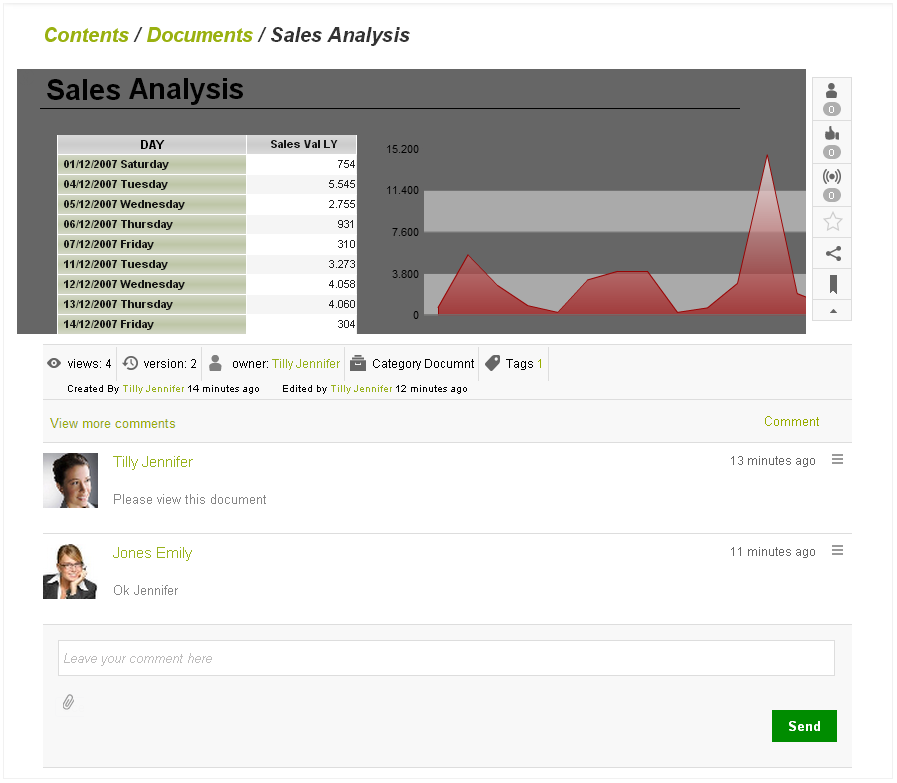 Contents / Documents / Sales Analysis
Sales Analysis
DAY Sales Val LY
01/12/2007 Saturday 754
04/12/2007 Tuesday 5.545
05/12/2007 Wednesday 2.755
06/12/2007 Thursday 931
07/12/2007 Friday 310
11/12/2007 Tuesday 3.273
12/12/2007 Wednesday 4.058
13/12/2007 Thursday 4.060
14/12/2007 Friday 304
15.200
11.400
7.600
3.800
0
0
0
0
views: 4 version: 2 owner: Tilly Jennifer Category Documnt Tags 1
Created By Tilly Jennifer 14 minutes ago Edited by Tilly Jennifer 12 minutes ago
View more comments Comment
Tilly Jennifer 13 minutes ago
Please view this document
Jones Emily 11 minutes ago
Ok Jennifer
Leave your comment here
Send